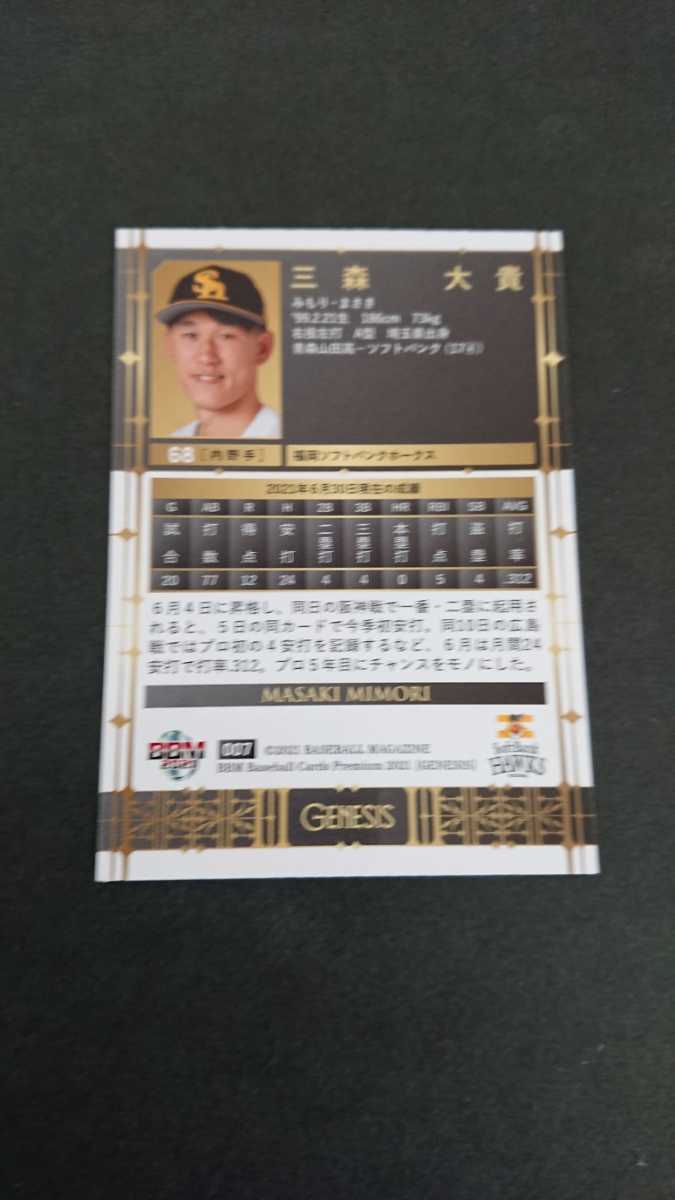 三森 大貴
みもり・まさき
'99.2.21生 186cm 73kg
右投左打 A型 埼玉県出身
青森山田高－ソフトバンク(17④)
68 [内野手] 福岡ソフトバンクホークス
2021年6月30日現在の成績
G AB R H 2B 3B HR RBI SB AVG
試合 打数 得点 安打 二塁打 三塁打 本塁打 打点 盗塁 打率
20 77 12 24 4 4 0 5 4 .312
6月4日に昇格し、同日の阪神戦で一番・二塁に起用さ
れると、5日の同カードで今季初安打。同10日の広島
戦ではプロ初の4安打を記録するなど、6月は月間24
安打で打率.312。プロ5年目にチャンスをモノにした。
MASAKI MIMORI
BBM 2021
007 ©2021 BASEBALL MAGAZINE
BBM Baseball Cards Premium 2021 [GENESIS]
SoftBank HAWKS
GENESIS